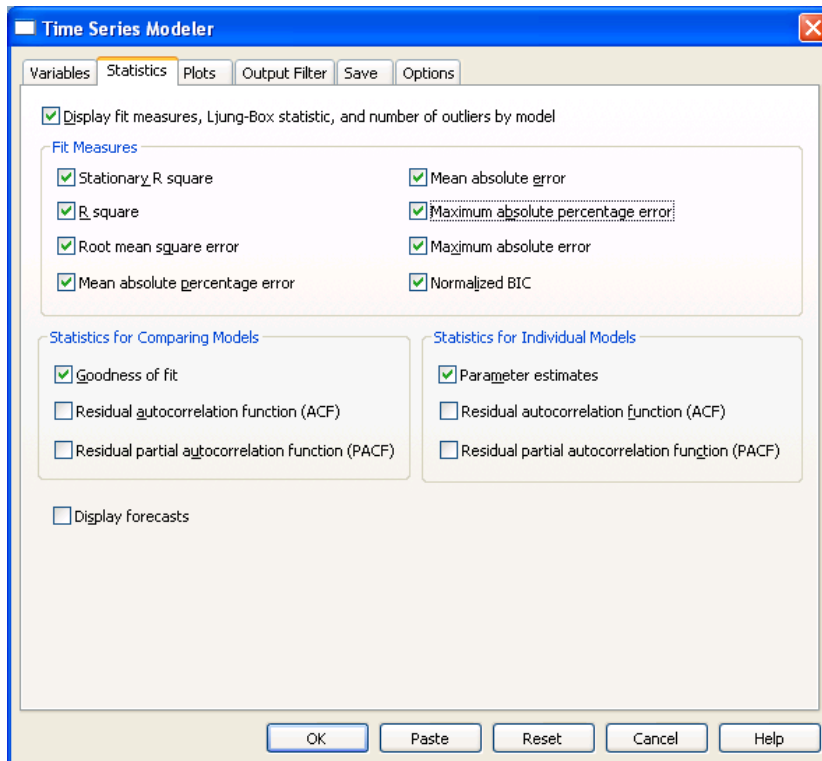 Time Series Modeler
Variables Statistics Plots Output Filter Save Options
Display fit measures, Ljung-Box statistic, and number of outliers by model
Fit Measures
Stationary R square
Mean absolute error
R square
Maximum absolute percentage error
Root mean square error
Maximum absolute error
Mean absolute percentage error
Normalized BIC
Statistics for Comparing Models
Goodness of fit
Residual autocorrelation function (ACF)
Residual partial autocorrelation function (PACF)
Statistics for Individual Models
Parameter estimates
Residual autocorrelation function (ACF)
Residual partial autocorrelation function (PACF)
Display forecasts
OK Paste Reset Cancel Help